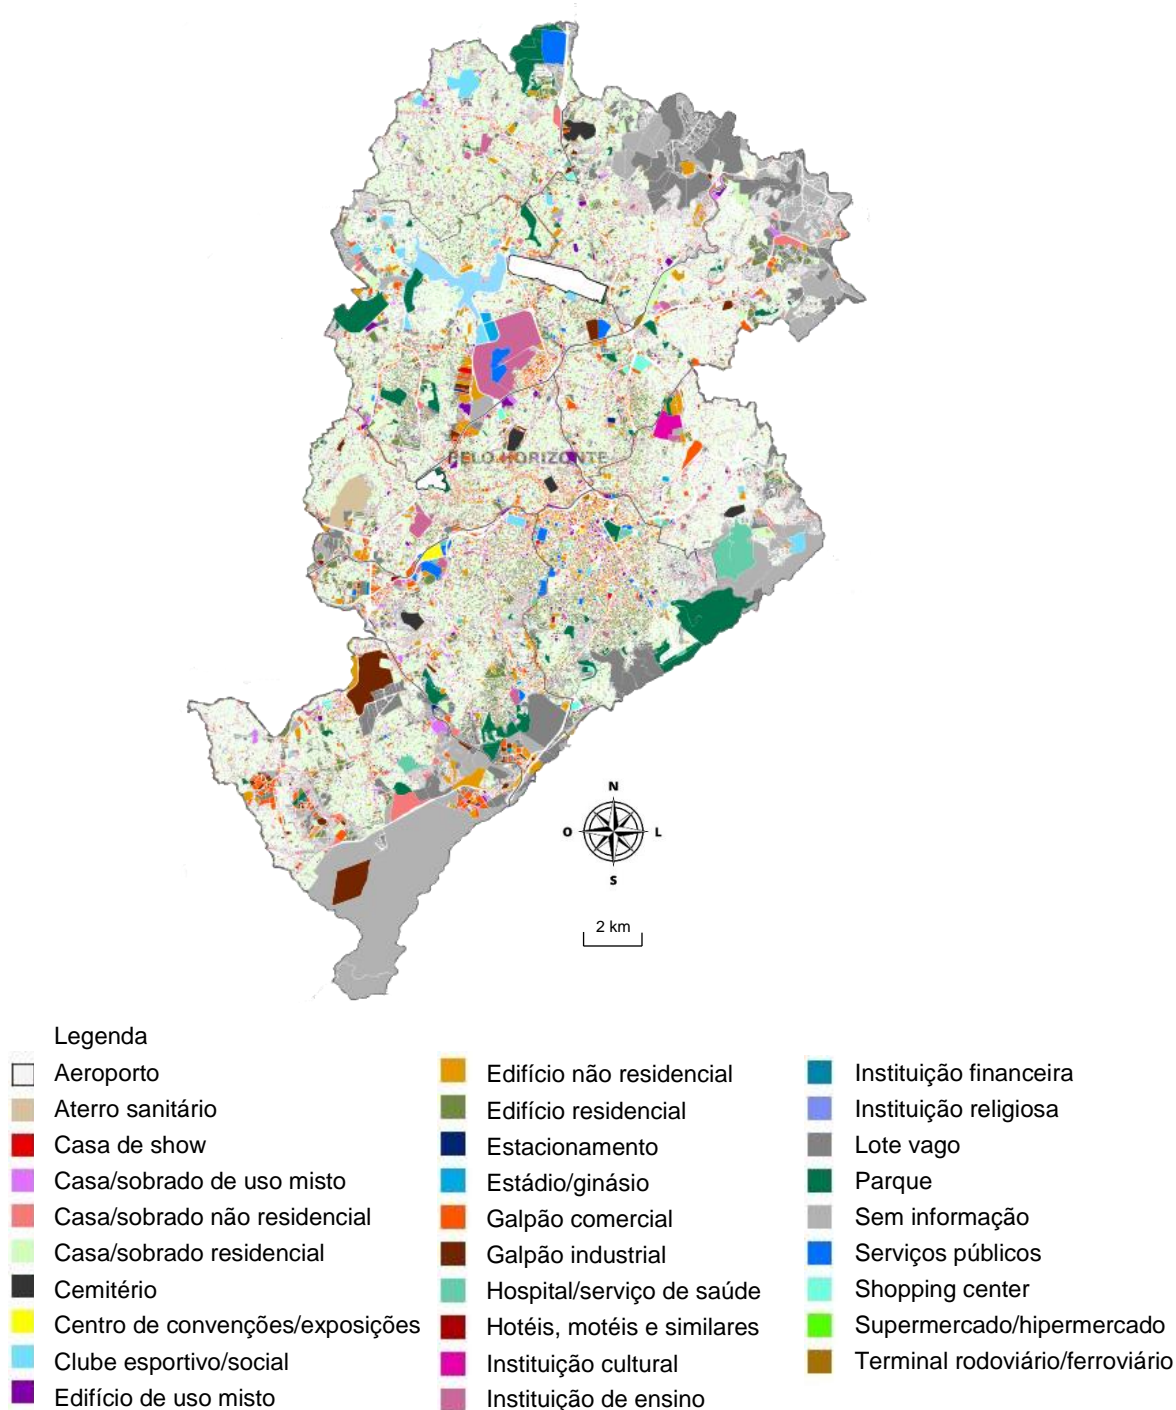 BELO HORIZONTE
N
O
L
S
2 km
Legenda
Aeroporto
Aterro sanitário
Casa de show
Casa/sobrado de uso misto
Casa/sobrado não residencial
Casa/sobrado residencial
Cemitério
Centro de convenções/exposições
Clube esportivo/social
Edifício de uso misto
Edifício não residencial
Edifício residencial
Estacionamento
Estádio/ginásio
Galpão comercial
Galpão industrial
Hospital/serviço de saúde
Hotéis, motéis e similares
Instituição cultural
Instituição de ensino
Instituição financeira
Instituição religiosa
Lote vago
Parque
Sem informação
Serviços públicos
Shopping center
Supermercado/hipermercado
Terminal rodoviário/ferroviário